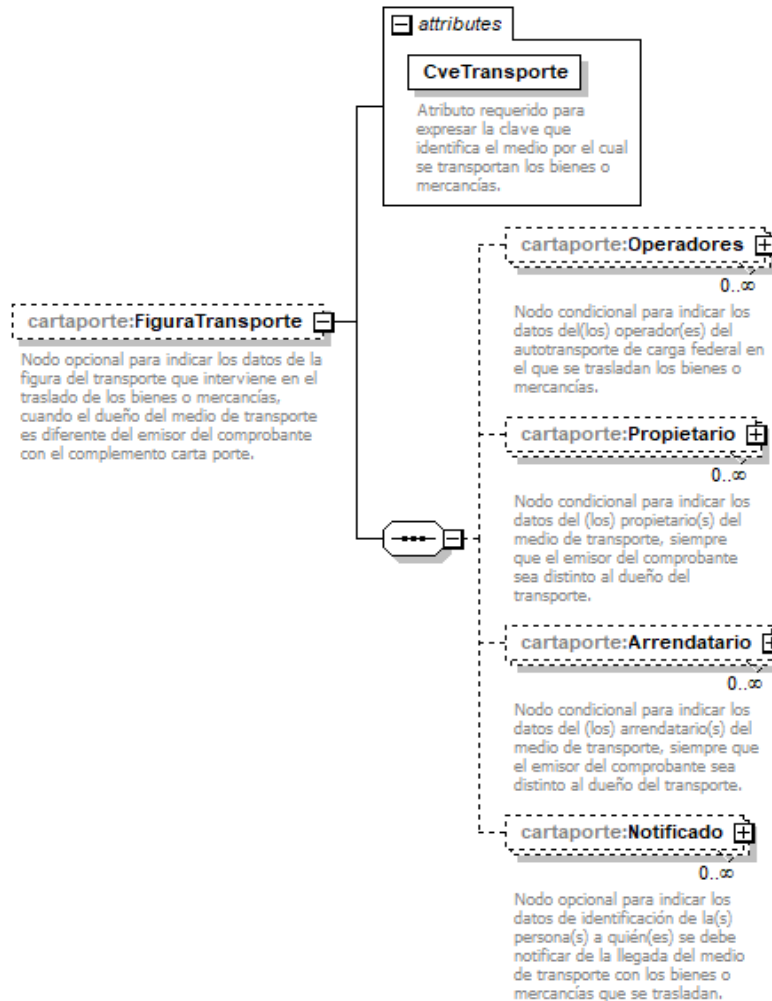 attributes
CveTransporte
Atributo requerido para
expresar la clave que
identifica el medio por el cual
se transportan los bienes o
mercancías.
cartaporte:Operadores
0..∞
Nodo condicional para indicar los
datos del(los) operador(es) del
autotransporte de carga federal en
el que se trasladan los bienes o
mercancías.
cartaporte:FiguraTransporte
Nodo opcional para indicar los datos de la
figura del transporte que interviene en el
traslado de los bienes o mercancías,
cuando el dueño del medio de transporte
es diferente del emisor del comprobante
con el complemento carta porte.
cartaporte:Propietario
0..∞
Nodo condicional para indicar los
datos del (los) propietario(s) del
medio de transporte, siempre
que el emisor del comprobante
sea distinto al dueño del
transporte.
cartaporte:Arrendatario
0..∞
Nodo condicional para indicar los
datos del (los) arrendatario(s) del
medio de transporte, siempre que
el emisor del comprobante sea
distinto al dueño del transporte.
cartaporte:Notificado
0..∞
Nodo opcional para indicar los
datos de identificación de la(s)
persona(s) a quién(es) se debe
notificar de la llegada del medio
de transporte con los bienes o
mercancías que se trasladan.